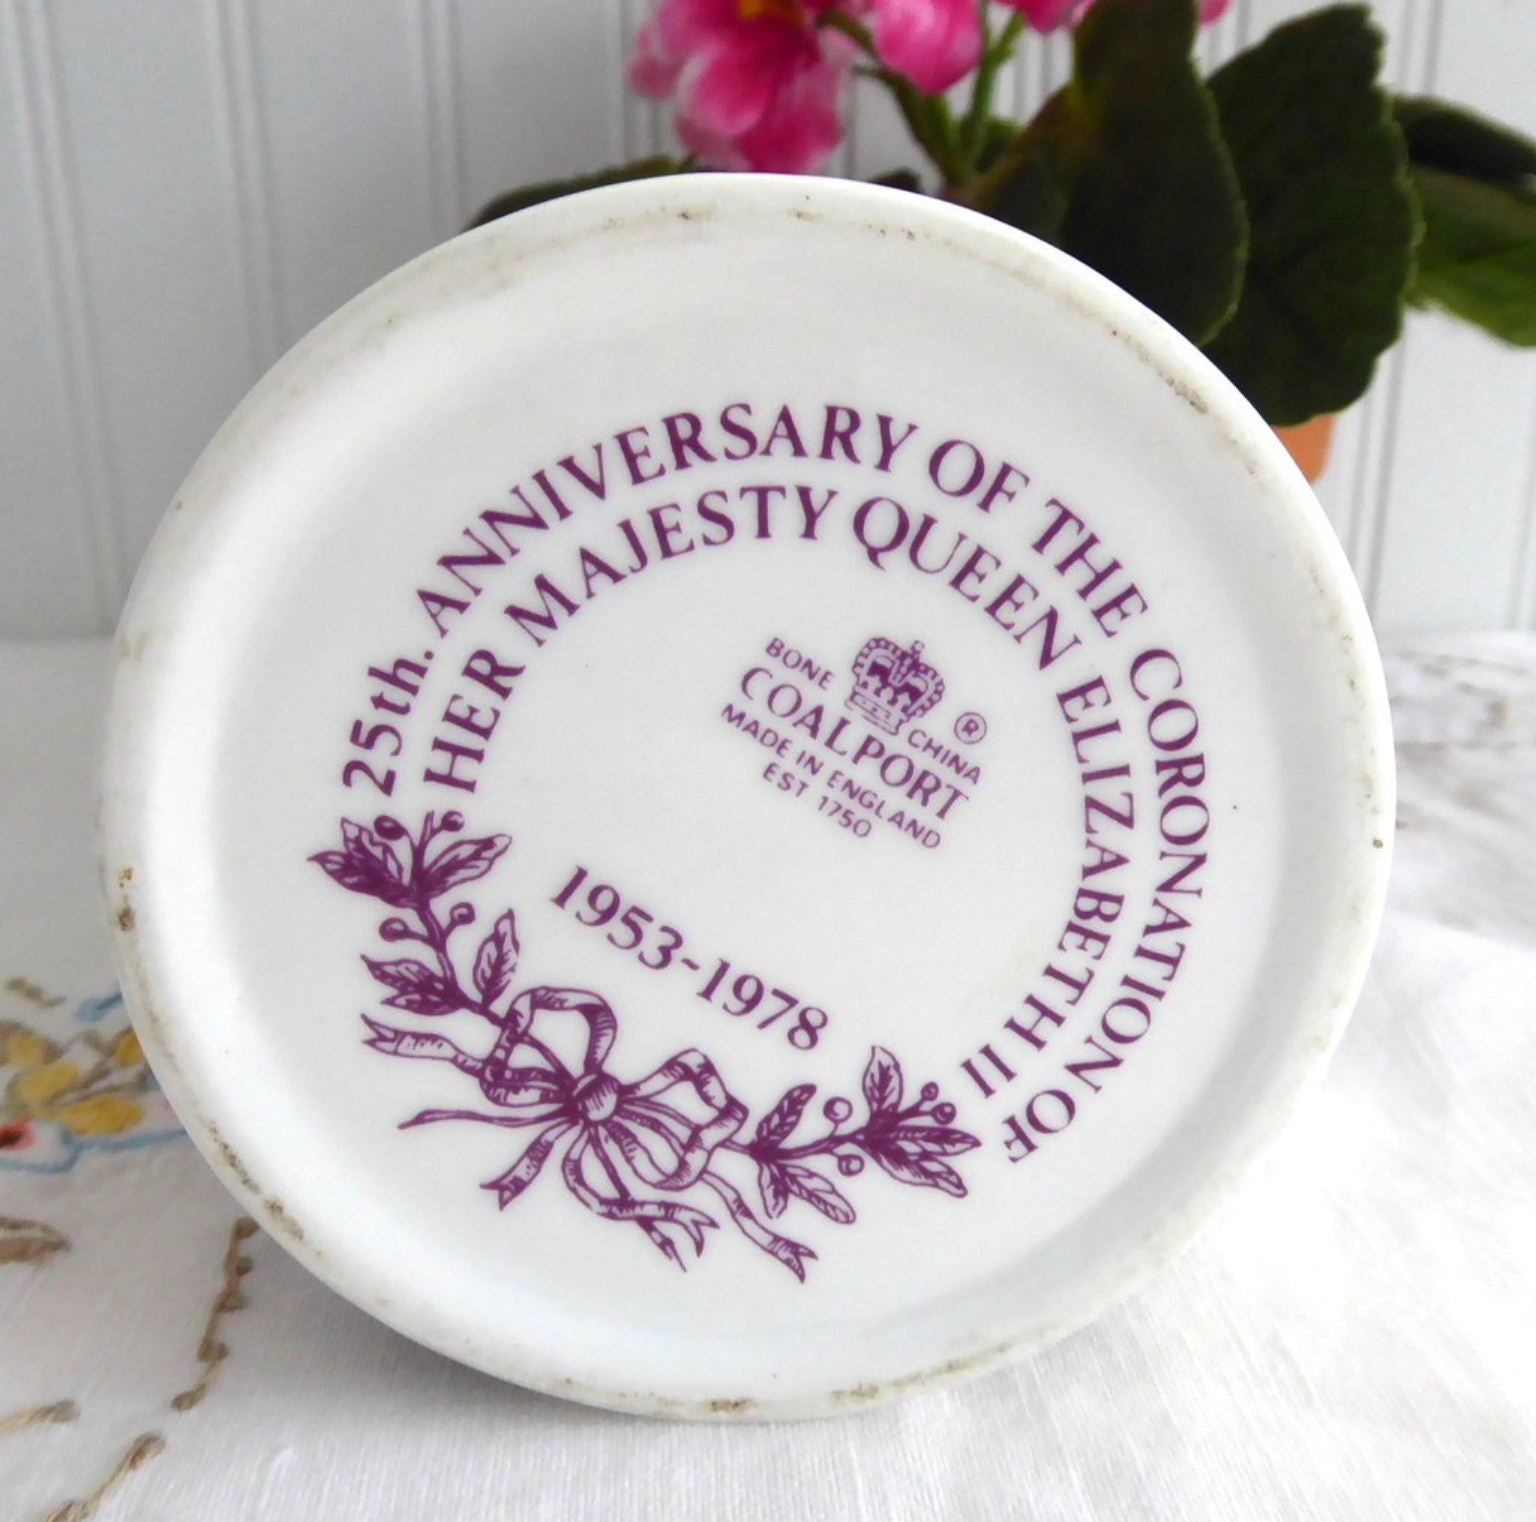 25th. ANNIVERSARY OF THE CORONATION OF
HER MAJESTY QUEEN ELIZABETH II
BONE CHINA ®
COALPORT
MADE IN ENGLAND
EST 1750
1953-1978